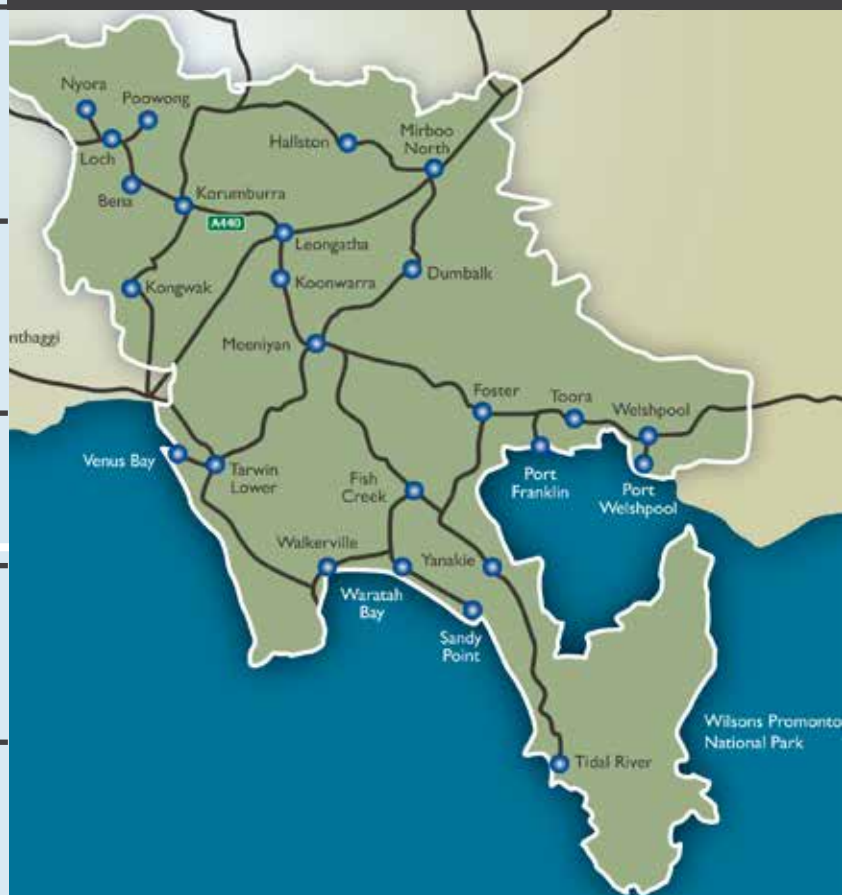 Nyora
Poowong
Loch
Hallston
Mirboo
North
Bena
Korumburra
A440
Leongatha
Kongwak
Koonwarra
Dumbalk
nthaggi
Meeniyan
Foster
Toora
Welshpool
Venus Bay
Tarwin
Lower
Fish
Creek
Port
Franklin
Port
Welshpool
Walkerville
Waratah
Bay
Yanakie
Sandy
Point
Wilsons Promonto
National Park
Tidal River